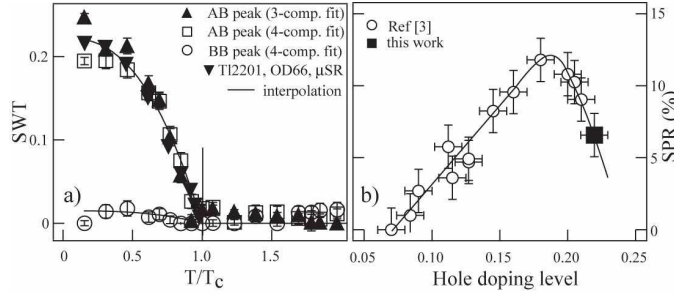 AB peak (3-comp. fit)
AB peak (4-comp. fit)
BB peak (4-comp. fit)
Tl2201, OD66, µSR
interpolation
0.2
0.1
0
SWT
a)
0.0
0.5
1.0
1.5
T/Tc
Ref [3]
this work
15
10
5
0
SPR (%)
b)
0.05
0.10
0.15
0.20
0.25
Hole doping level